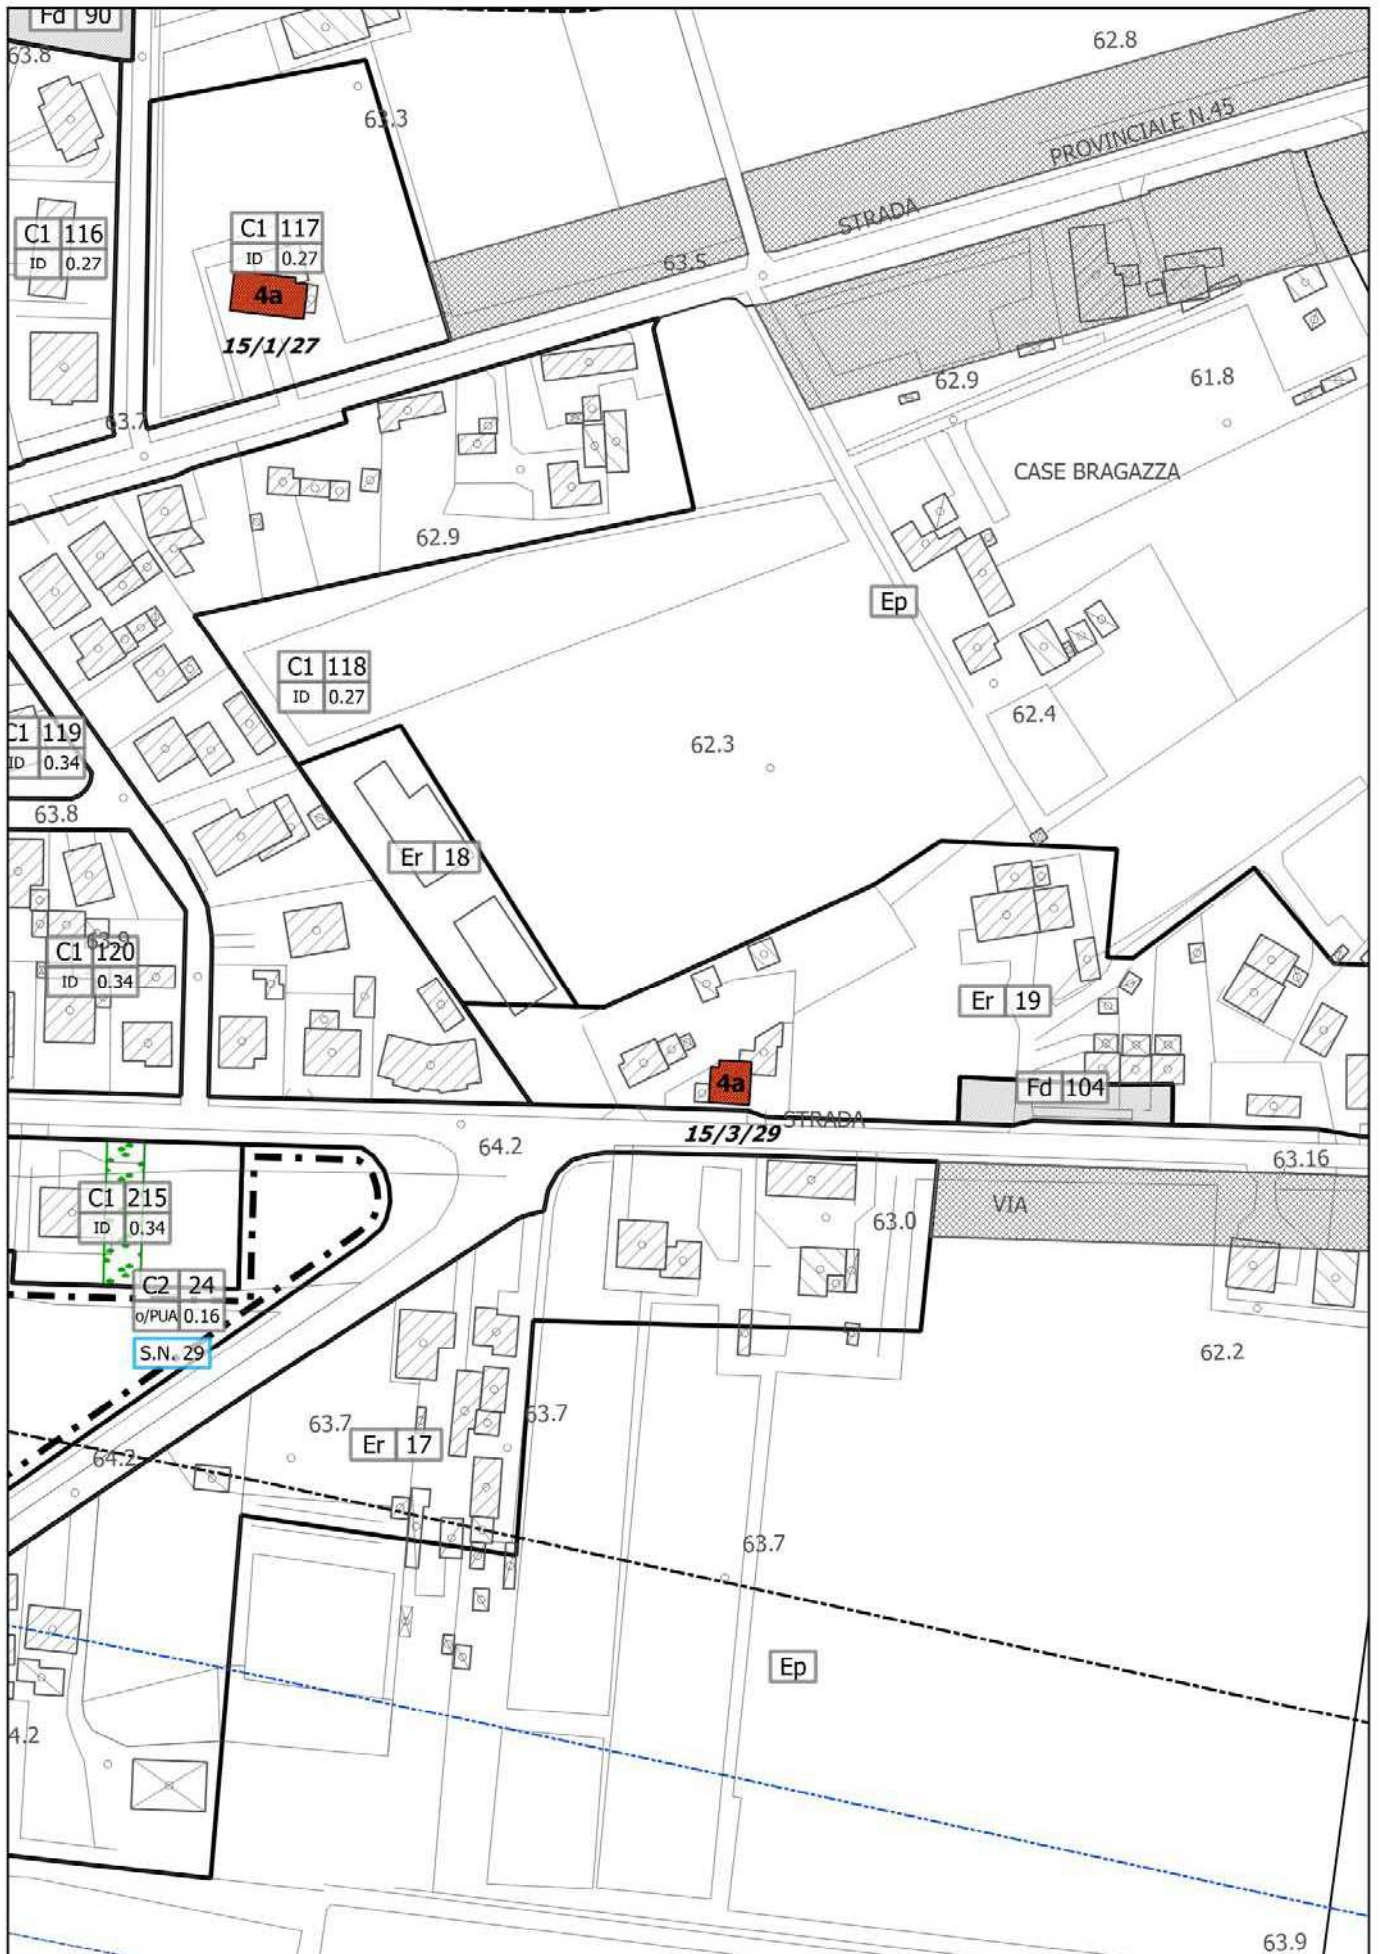 Fd 90
62.8
63.8
63.3
PROVINCIALE N.45
STRADA
C1 116
ID 0.27
C1 117
ID 0.27
63.5
4a
15/1/27
62.9
61.8
63.7
CASE BRAGAZZA
62.9
Ep
C1 118
ID 0.27
62.4
C1 119
ID 0.34
62.3
63.8
Er 18
63.9
C1 120
ID 0.34
Er 19
4a
Fd 104
STRADA
15/3/29
64.2
63.16
C1 215
ID 0.34
VIA
63.0
C2 24
o/PUA 0.16
S.N. 29
62.2
63.7
63.7
Er 17
64.2
63.7
Ep
4.2
63.9